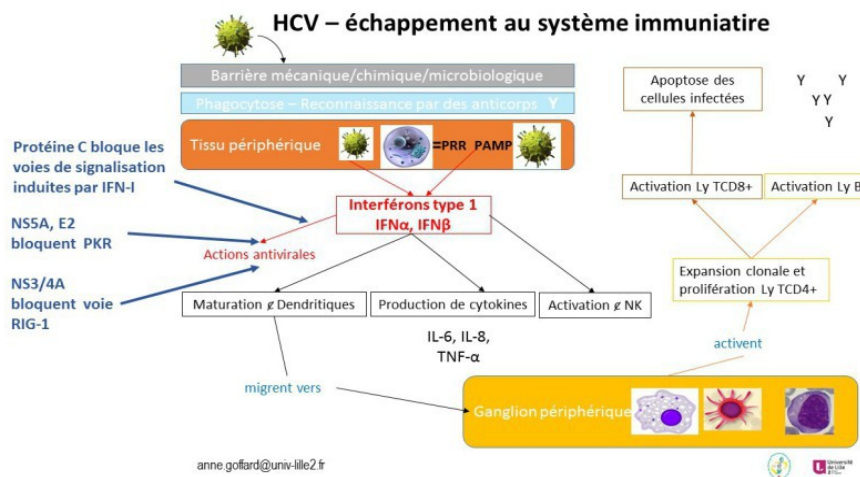 HCV – échappement au système immuniatire
Barrière mécanique/chimique/microbiologique
Phagocytose – Reconnaissance par des anticorps Y
Tissu périphérique
=PRR PAMP
Protéine C bloque les
voies de signalisation
induites par IFN-I
NS5A, E2
bloquent PKR
NS3/4A
bloquent voie
RIG-1
Interférons type 1
IFNα, IFNβ
Actions antivirales
Maturation ȼ Dendritiques
Production de cytokines
Activation ȼ NK
IL-6, IL-8,
TNF-α
Apoptose des
cellules infectées
Y Y
YY
Y
Activation Ly TCD8+
Activation Ly B
Expansion clonale et
prolifération Ly TCD4+
activent
migrent vers
Ganglion périphérique
anne.goffard@univ-lille2.fr
Université
de Lille